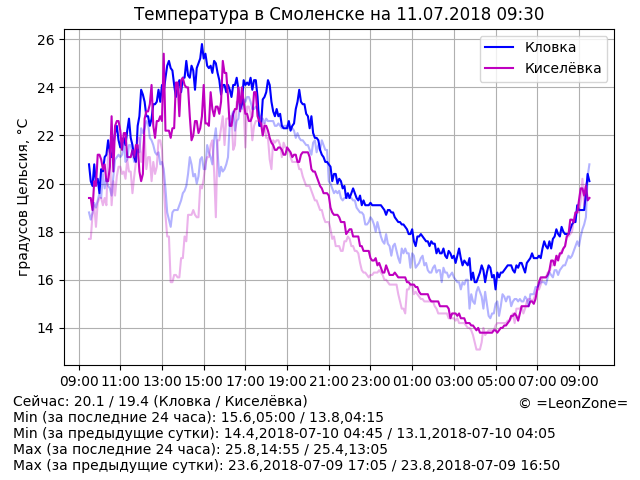 Температура в Смоленске на 11.07.2018 09:30
26
24
22
20
18
16
14
градусов Цельсия, °C
Кловка
Киселёвка
09:00 11:00 13:00 15:00 17:00 19:00 21:00 23:00 01:00 03:00 05:00 07:00 09:00
Сейчас: 20.1 / 19.4 (Кловка / Киселёвка)
© =LeonZone=
Min (за последние 24 часа): 15.6,05:00 / 13.8,04:15
Min (за предыдущие сутки): 14.4,2018-07-10 04:45 / 13.1,2018-07-10 04:05
Max (за последние 24 часа): 25.8,14:55 / 25.4,13:05
Max (за предыдущие сутки): 23.6,2018-07-09 17:05 / 23.8,2018-07-09 16:50